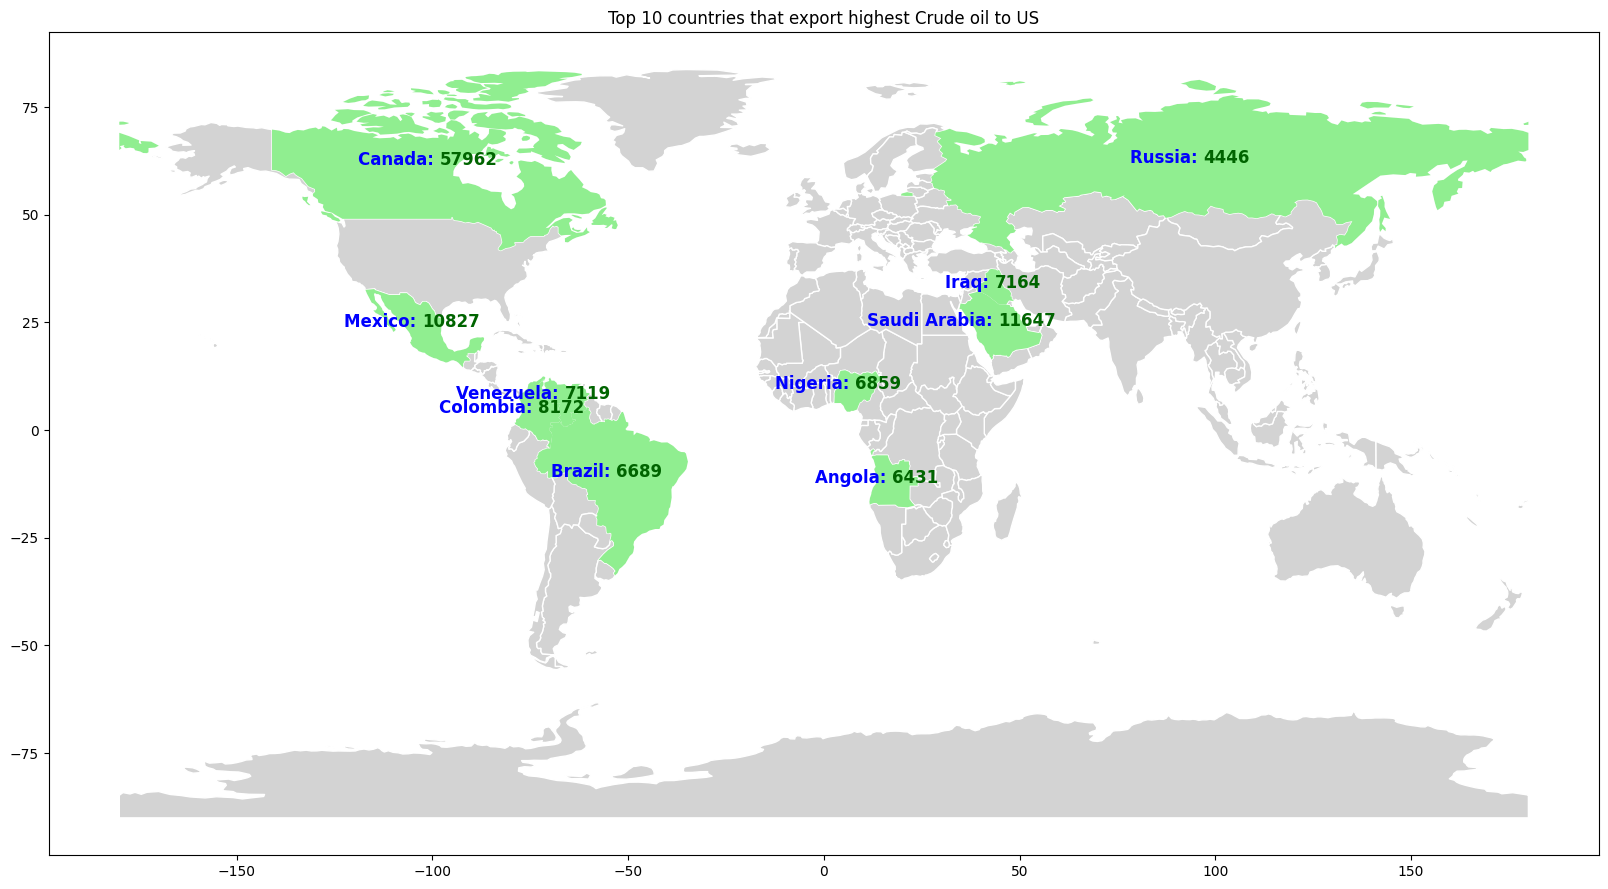 Top 10 countries that export highest Crude oil to US
75
Canada: 57962
Russia: 4446
50
Iraq: 7164
25
Mexico: 10827
Saudi Arabia: 11647
Nigeria: 6859
Venezuela: 7119
Colombia: 8172
0
Brazil: 6689
Angola: 6431
−25
−50
−75
−150 −100 −50 0 50 100 150